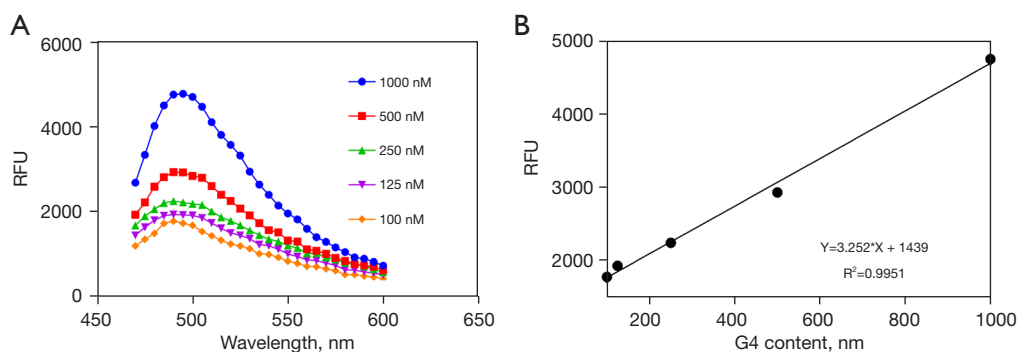 A
6000
4000
2000
0
RFU
450
500
550
600
650
Wavelength, nm
1000 nM
500 nM
250 nM
125 nM
100 nM
B
5000
4000
3000
2000
RFU
200
400
600
800
1000
G4 content, nm
Y=3.252*X + 1439
R²=0.9951